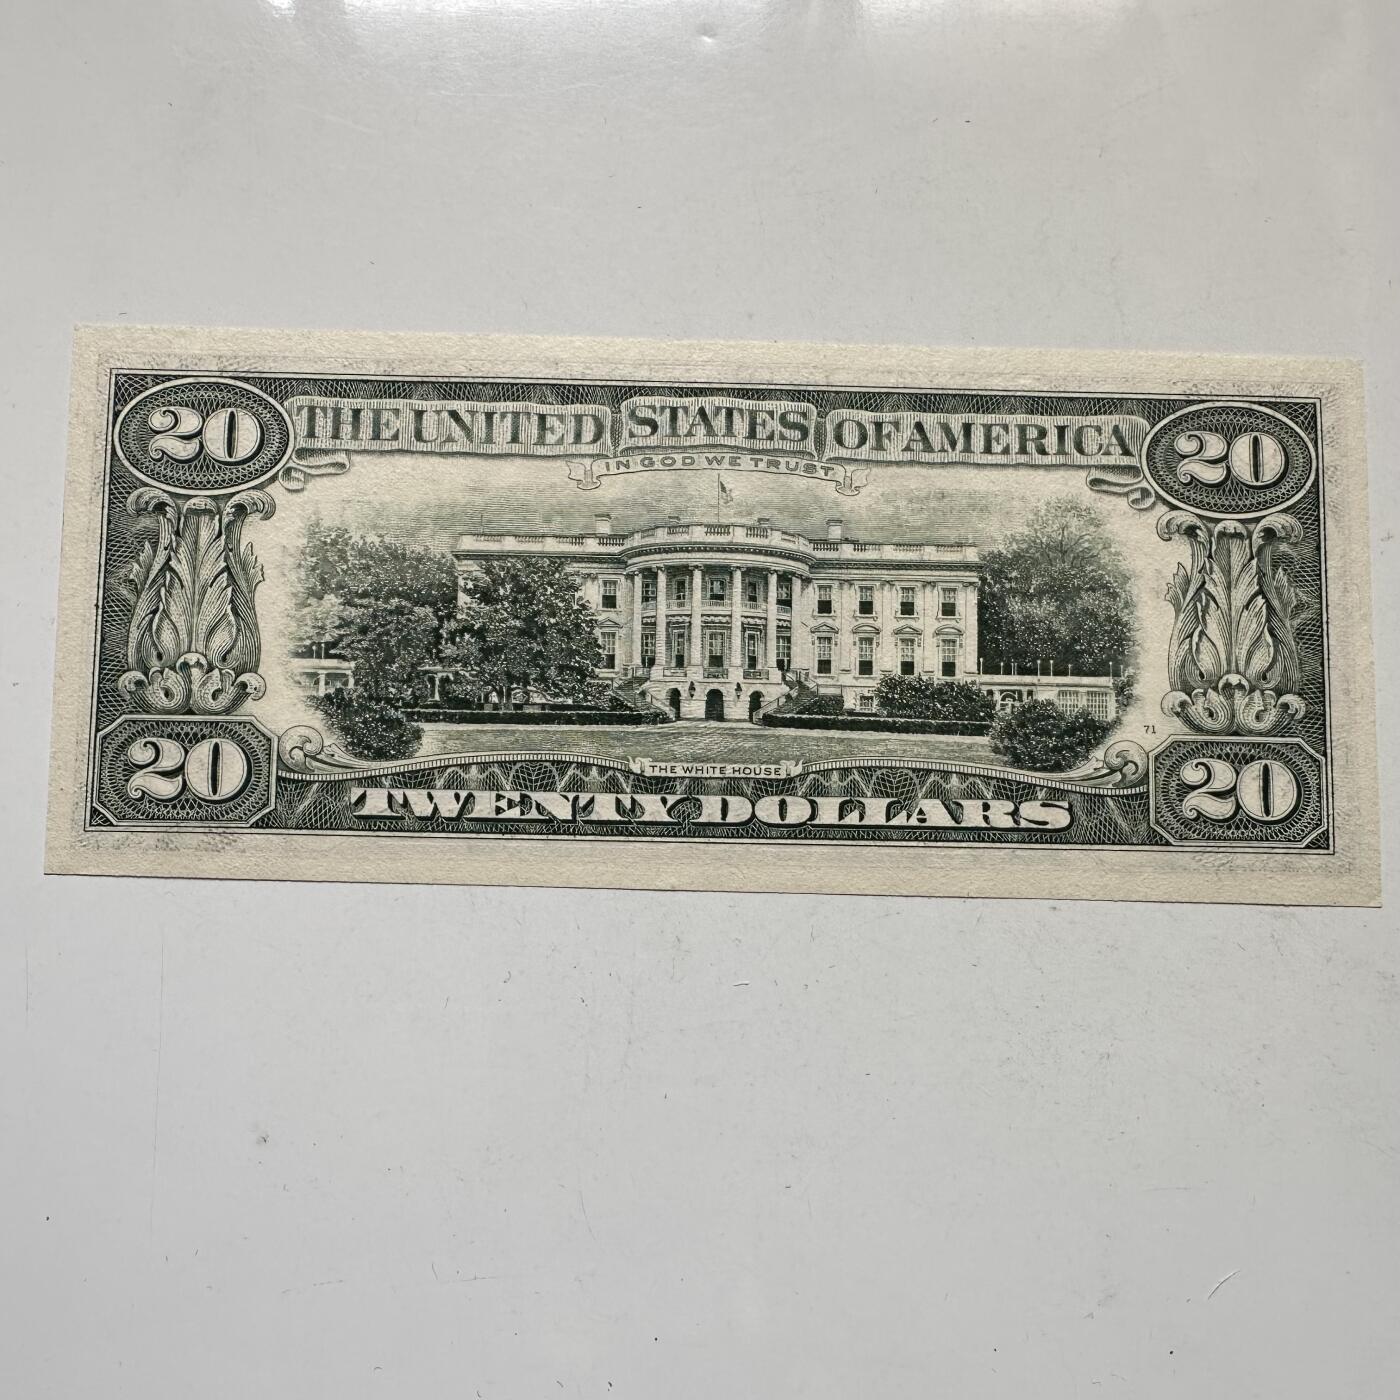 20 THE UNITED STATES OF AMERICA 20
IN GOD WE TRUST
71
THE WHITE HOUSE
20 TWENTY DOLLARS 20